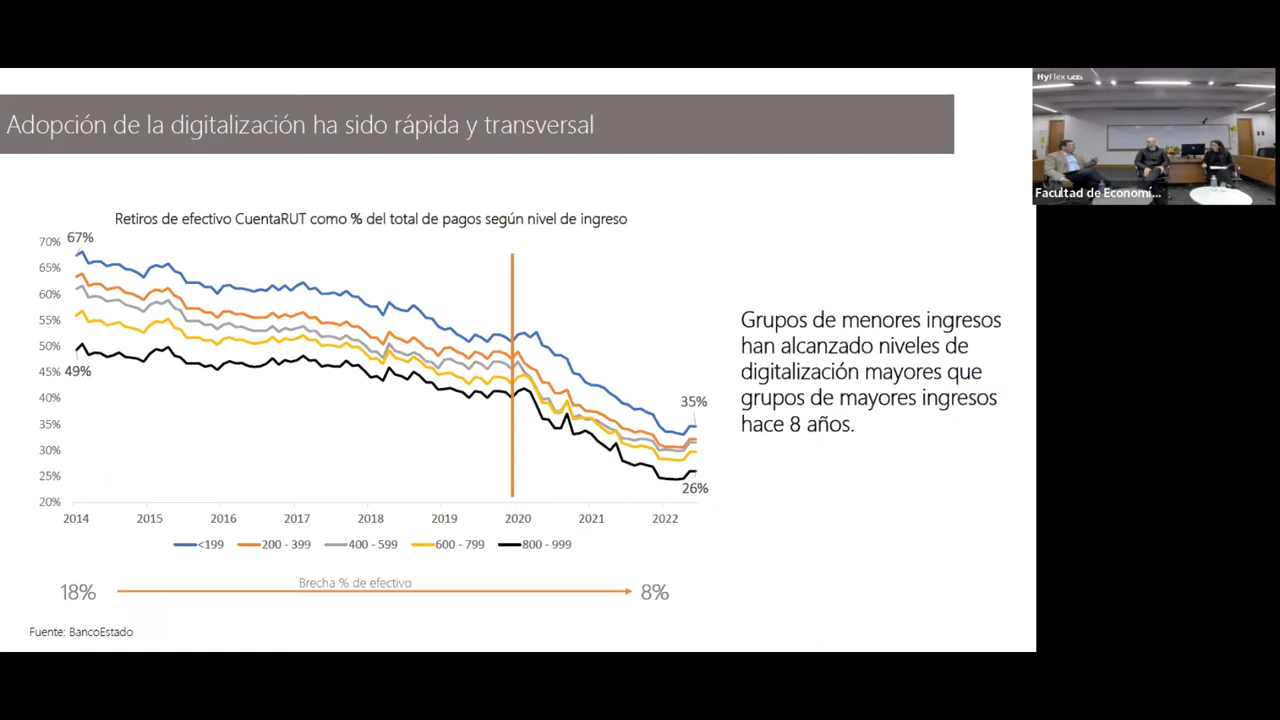 Adopción de la digitalización ha sido rápida y transversal
HyFlex
Facultad de Economí...
Retiros de efectivo CuentaRUT como % del total de pagos según nivel de ingreso
70%
65%
60%
55%
50%
45%
40%
35%
30%
25%
20%
67%
49%
35%
26%
2014 2015 2016 2017 2018 2019 2020 2021 2022
<199 200 - 399 400 - 599 600 - 799 800 - 999
Grupos de menores ingresos
han alcanzado niveles de
digitalización mayores que
grupos de mayores ingresos
hace 8 años.
18% Brecha % de efectivo 8%
Fuente: BancoEstado